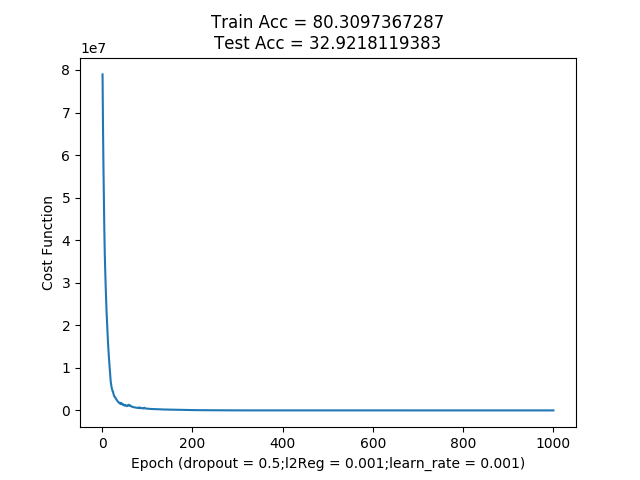 Train Acc = 80.3097367287
Test Acc = 32.9218119383
1e7
8
7
6
5
4
3
2
1
0
Cost Function
0 200 400 600 800 1000
Epoch (dropout = 0.5;l2Reg = 0.001;learn_rate = 0.001)